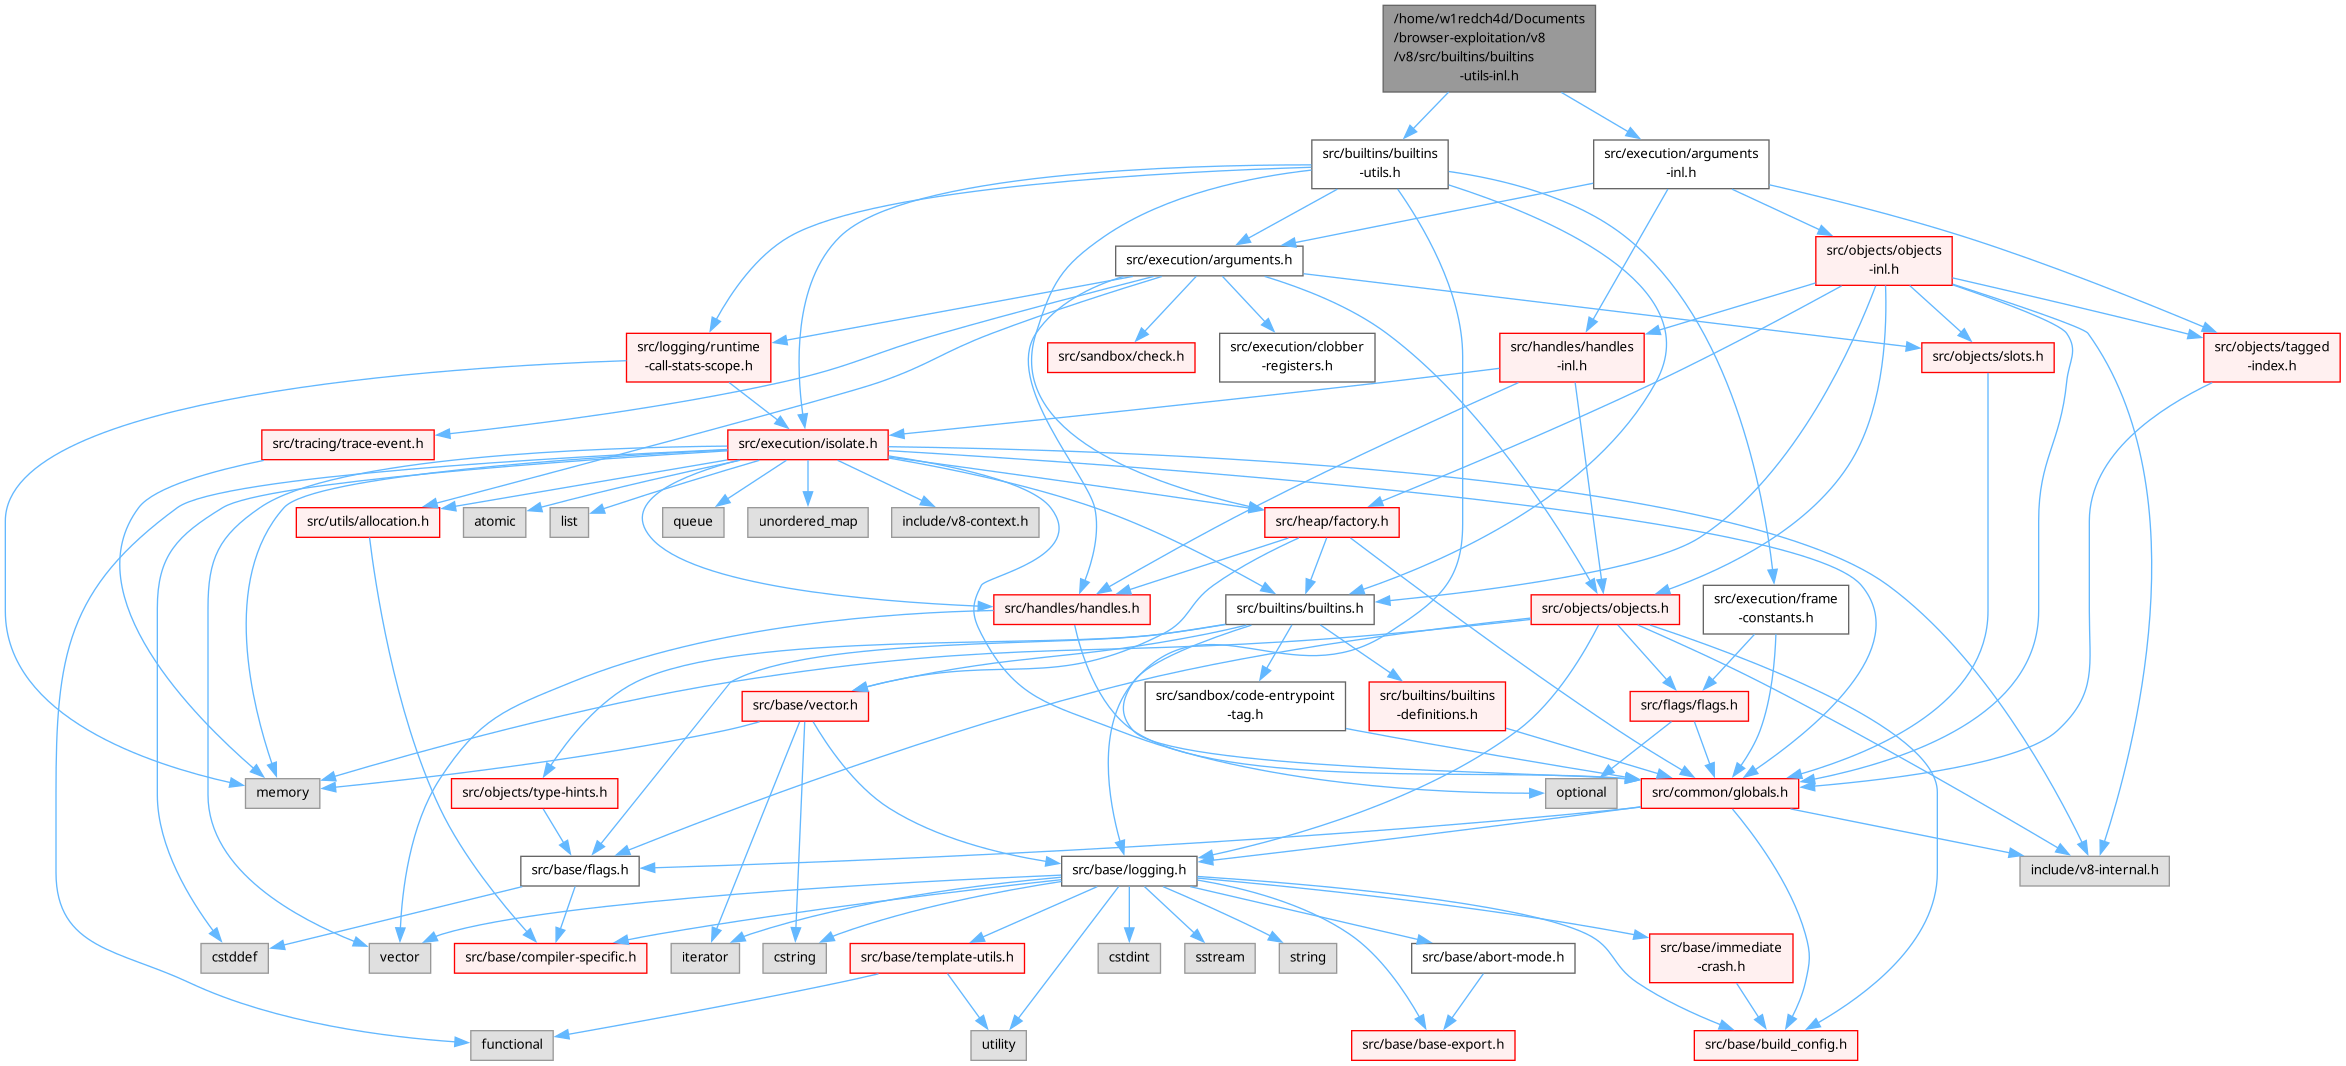 /home/w1redch4d/Documents
/browser-exploitation/v8
/v8/src/builtins/builtins
-utils-inl.h
src/builtins/builtins
-utils.h
src/execution/arguments
-inl.h
src/execution/arguments.h
src/objects/objects
-inl.h
src/logging/runtime
-call-stats-scope.h
src/sandbox/check.h
src/execution/clobber
-registers.h
src/handles/handles
-inl.h
src/objects/slots.h
src/objects/tagged
-index.h
src/tracing/trace-event.h
src/execution/isolate.h
src/utils/allocation.h
atomic
list
queue
unordered_map
include/v8-context.h
src/heap/factory.h
src/handles/handles.h
src/builtins/builtins.h
src/objects/objects.h
src/execution/frame
-constants.h
src/base/vector.h
src/sandbox/code-entrypoint
-tag.h
src/builtins/builtins
-definitions.h
src/flags/flags.h
memory
src/objects/type-hints.h
optional
src/common/globals.h
src/base/flags.h
src/base/logging.h
include/v8-internal.h
cstddef
vector
src/base/compiler-specific.h
iterator
cstring
src/base/template-utils.h
cstdint
sstream
string
src/base/abort-mode.h
src/base/immediate
-crash.h
functional
utility
src/base/base-export.h
src/base/build_config.h